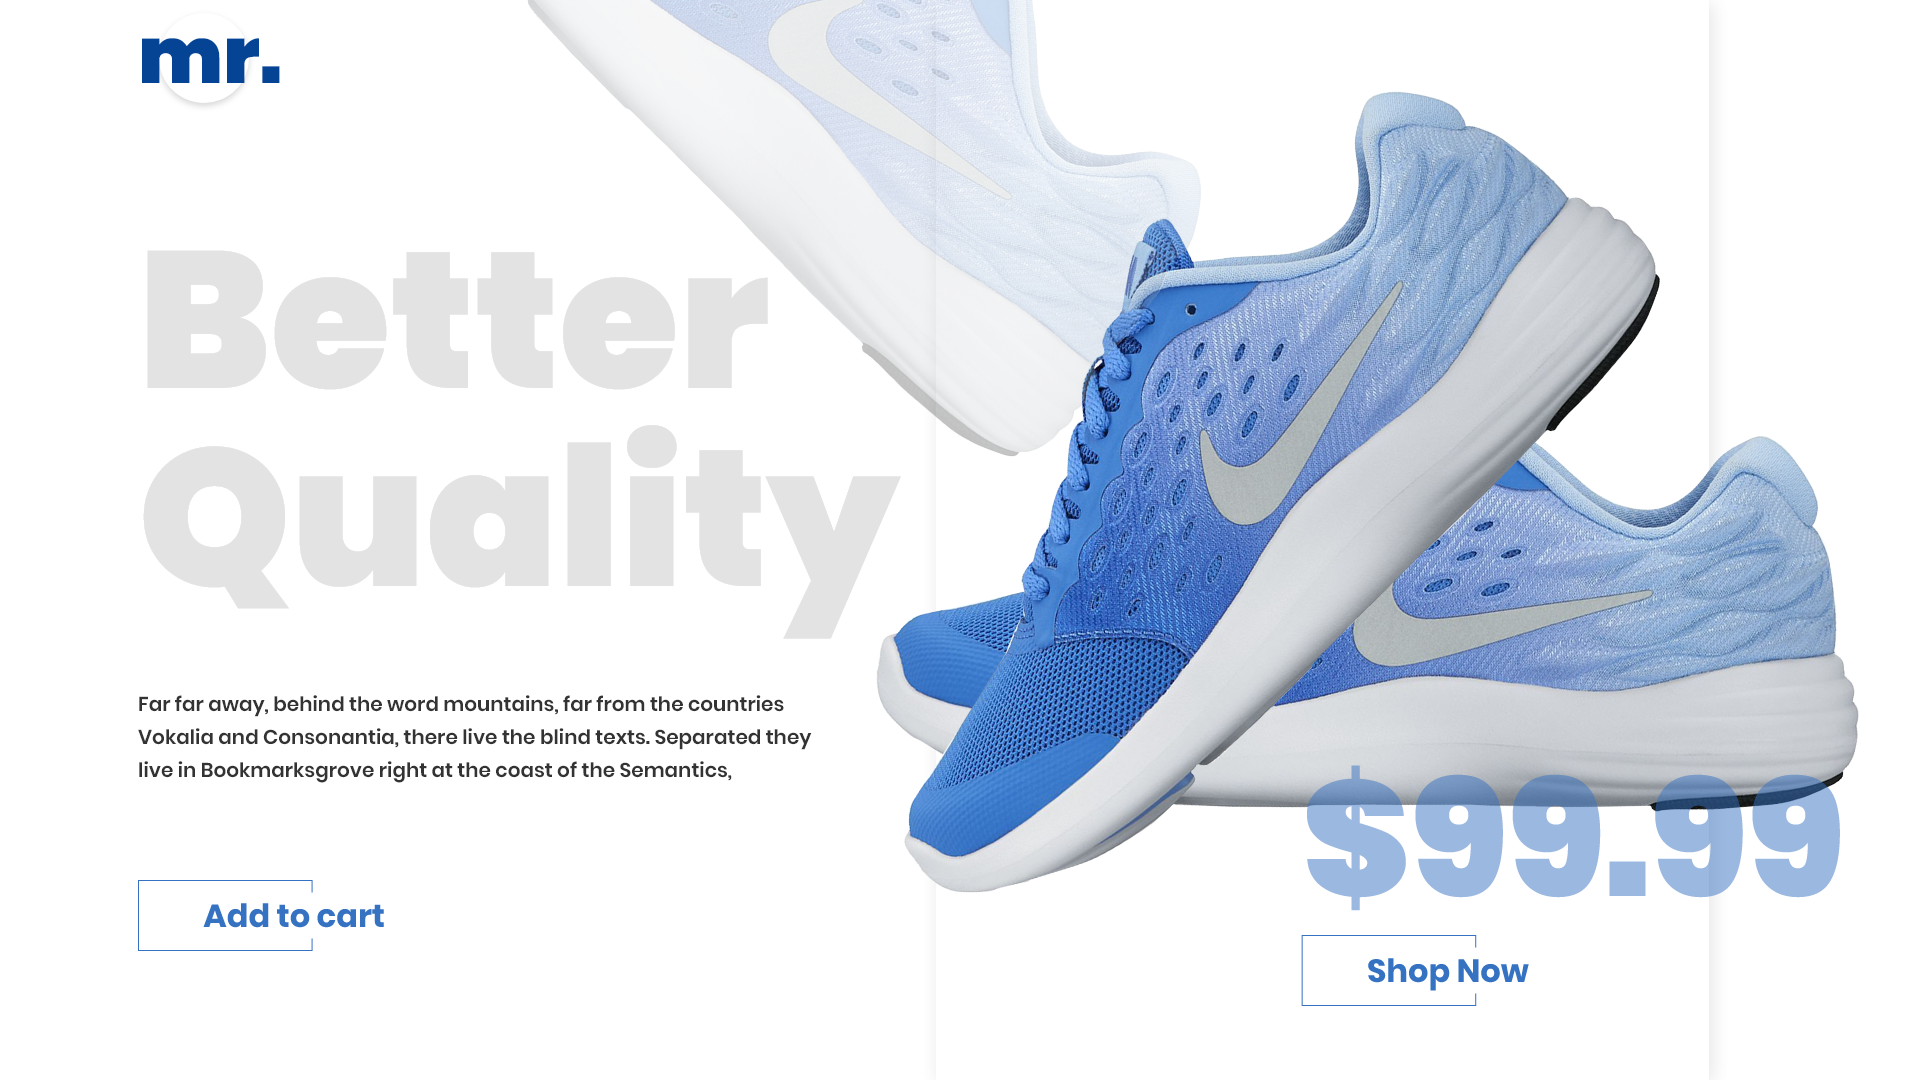 mr.
Better
Quality
Far far away, behind the word mountains, far from the countries
Vokalia and Consonantia, there live the blind texts. Separated they
live in Bookmarksgrove right at the coast of the Semantics,
Add to cart
$99.99
Shop Now